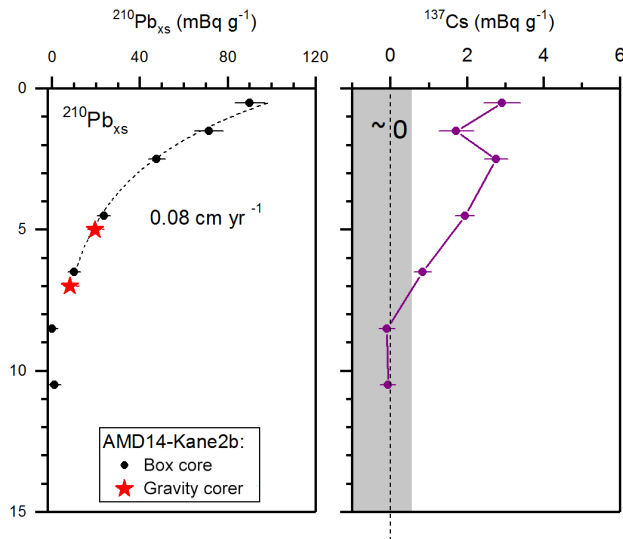 ²¹⁰Pbxs (mBq g⁻¹)
¹³⁷Cs (mBq g⁻¹)
0 40 80 120
0 2 4 6
0
5
10
15
²¹⁰Pbxs
~ 0
0.08 cm yr ⁻¹
AMD14-Kane2b:
Box core
Gravity corer